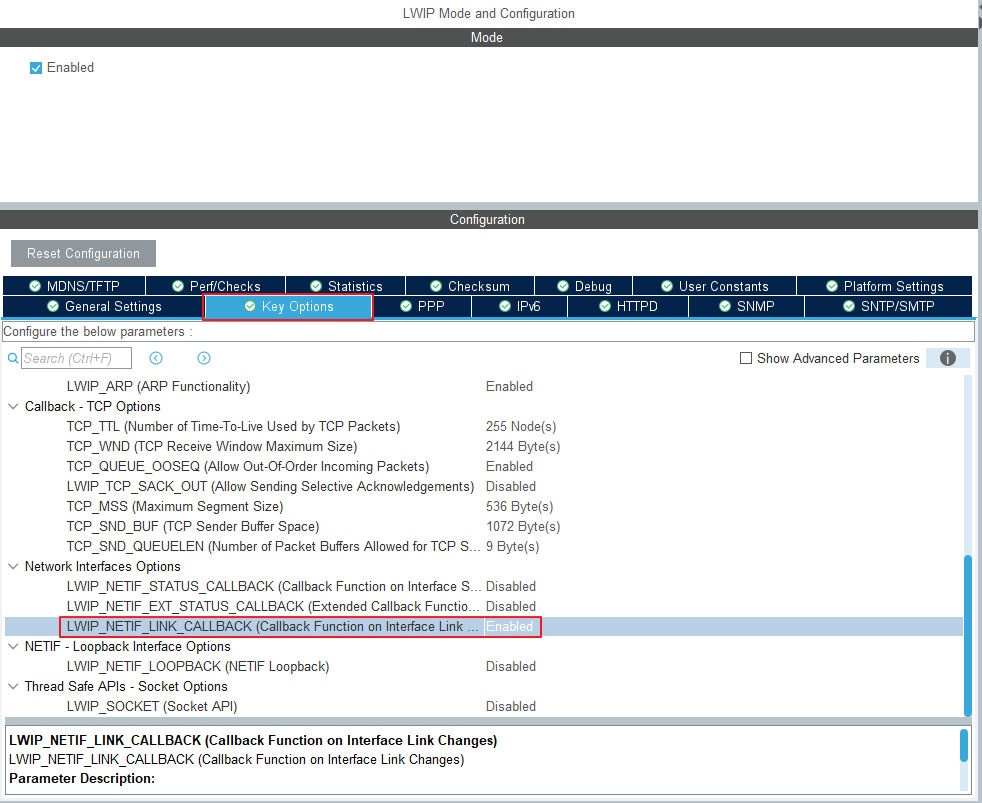 LWIP Mode and Configuration
Mode
Enabled
Configuration
Reset Configuration
MDNS/TFTP Perf/Checks Statistics Checksum Debug User Constants Platform Settings
General Settings Key Options PPP IPv6 HTTPD SNMP SNTP/SMTP
Configure the below parameters :
Search (Ctrl+F) Show Advanced Parameters
LWIP_ARP (ARP Functionality) Enabled
Callback - TCP Options
TCP_TTL (Number of Time-To-Live Used by TCP Packets) 255 Node(s)
TCP_WND (TCP Receive Window Maximum Size) 2144 Byte(s)
TCP_QUEUE_OOSEQ (Allow Out-Of-Order Incoming Packets) Enabled
LWIP_TCP_SACK_OUT (Allow Sending Selective Acknowledgements) Disabled
TCP_MSS (Maximum Segment Size) 536 Byte(s)
TCP_SND_BUF (TCP Sender Buffer Space) 1072 Byte(s)
TCP_SND_QUEUELEN (Number of Packet Buffers Allowed for TCP S... 9 Byte(s)
Network Interfaces Options
LWIP_NETIF_STATUS_CALLBACK (Callback Function on Interface S... Disabled
LWIP_NETIF_EXT_STATUS_CALLBACK (Extended Callback Functio... Disabled
LWIP_NETIF_LINK_CALLBACK (Callback Function on Interface Link ... Enabled
NETIF - Loopback Interface Options
LWIP_NETIF_LOOPBACK (NETIF Loopback) Disabled
Thread Safe APIs - Socket Options
LWIP_SOCKET (Socket API) Disabled
LWIP_NETIF_LINK_CALLBACK (Callback Function on Interface Link Changes)
LWIP_NETIF_LINK_CALLBACK (Callback Function on Interface Link Changes)
Parameter Description: